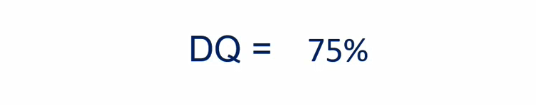 DQ = 75%